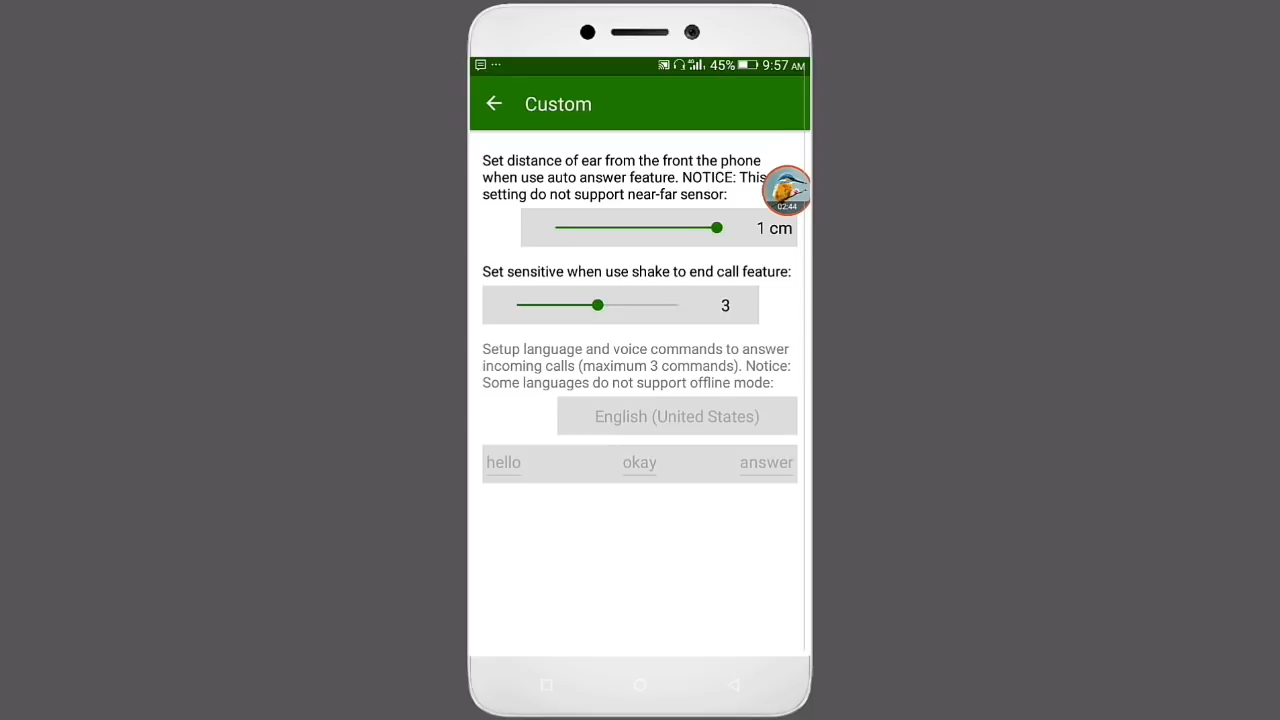 45% 9:57 AM
Custom
Set distance of ear from the front the phone
when use auto answer feature. NOTICE: This
setting do not support near-far sensor:
02:44
1 cm
Set sensitive when use shake to end call feature:
3
Setup language and voice commands to answer
incoming calls (maximum 3 commands). Notice:
Some languages do not support offline mode:
English (United States)
hello okay answer